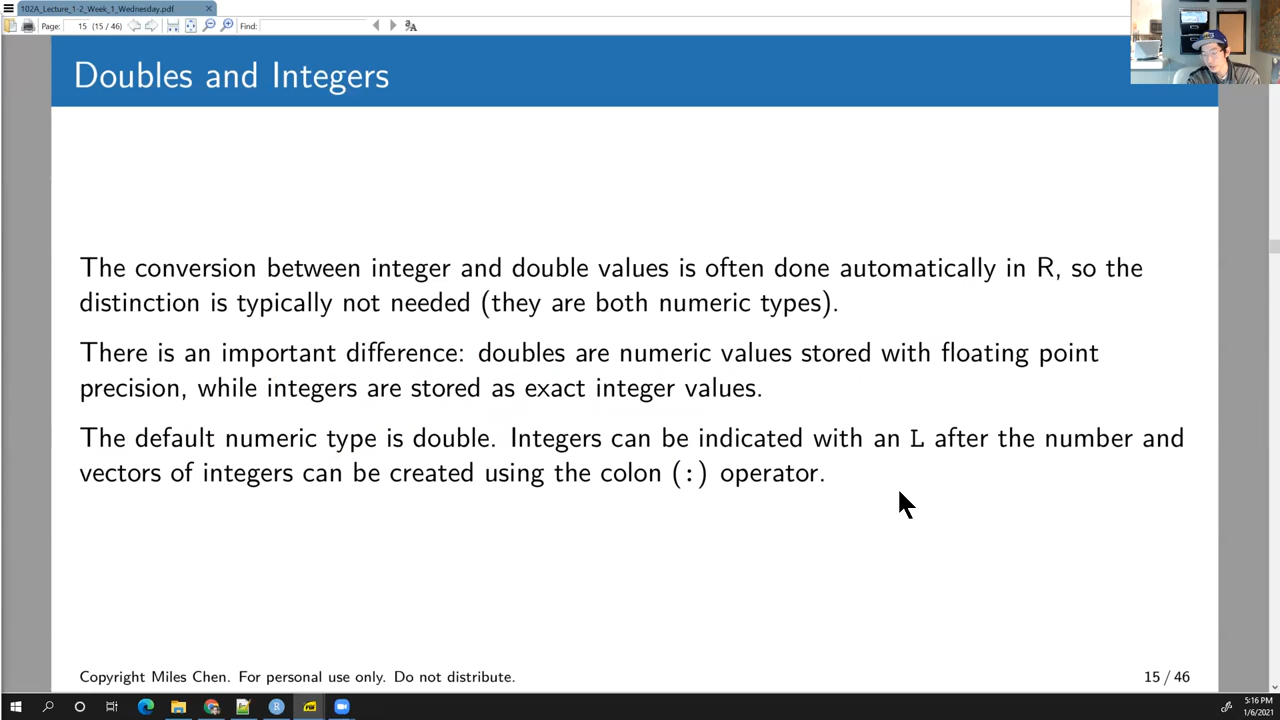 102A_Lecture_1-2_Week_1_Wednesday.pdf
Page: 15 (15 / 46) Find:
Doubles and Integers
The conversion between integer and double values is often done automatically in R, so the
distinction is typically not needed (they are both numeric types).
There is an important difference: doubles are numeric values stored with floating point
precision, while integers are stored as exact integer values.
The default numeric type is double. Integers can be indicated with an L after the number and
vectors of integers can be created using the colon (:) operator.
Copyright Miles Chen. For personal use only. Do not distribute.
15 / 46
5:16 PM
1/6/2021